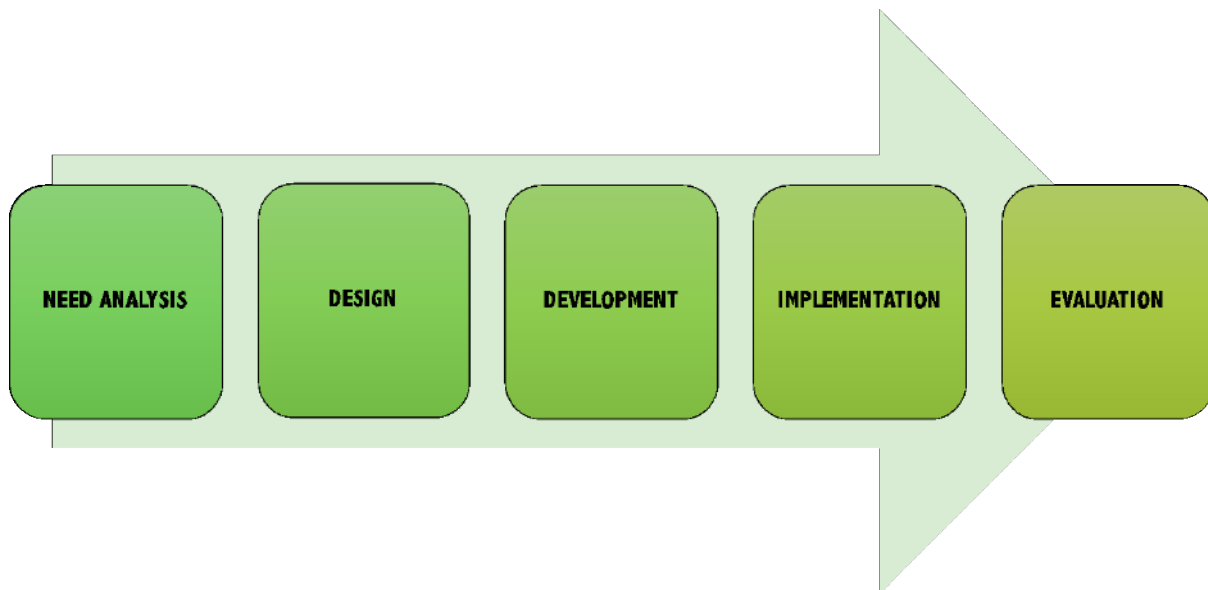 NEED ANALYSIS
DESIGN
DEVELOPMENT
IMPLEMENTATION
EVALUATION